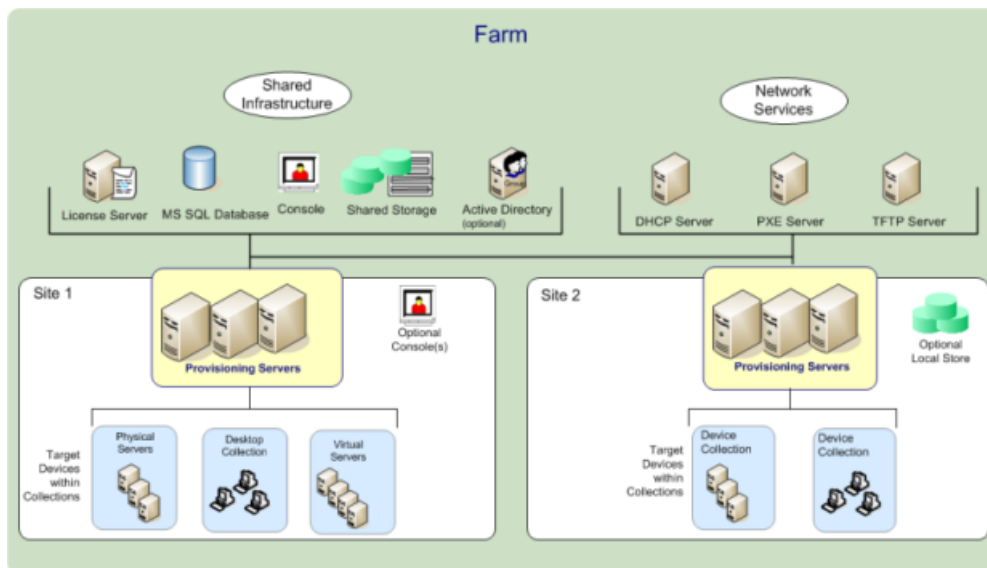 Farm
Shared
Infrastructure
Network
Services
License Server
MS SQL Database
Console
Shared Storage
Group
Active Directory
(optional)
DHCP Server
PXE Server
TFTP Server
Site 1
Provisioning Servers
Optional
Console(s)
Target
Devices
within
Collections
Physical
Servers
Desktop
Collection
Virtual
Servers
Site 2
Provisioning Servers
Optional
Local Store
Target
Devices
within
Collections
Device
Collection
Device
Collection